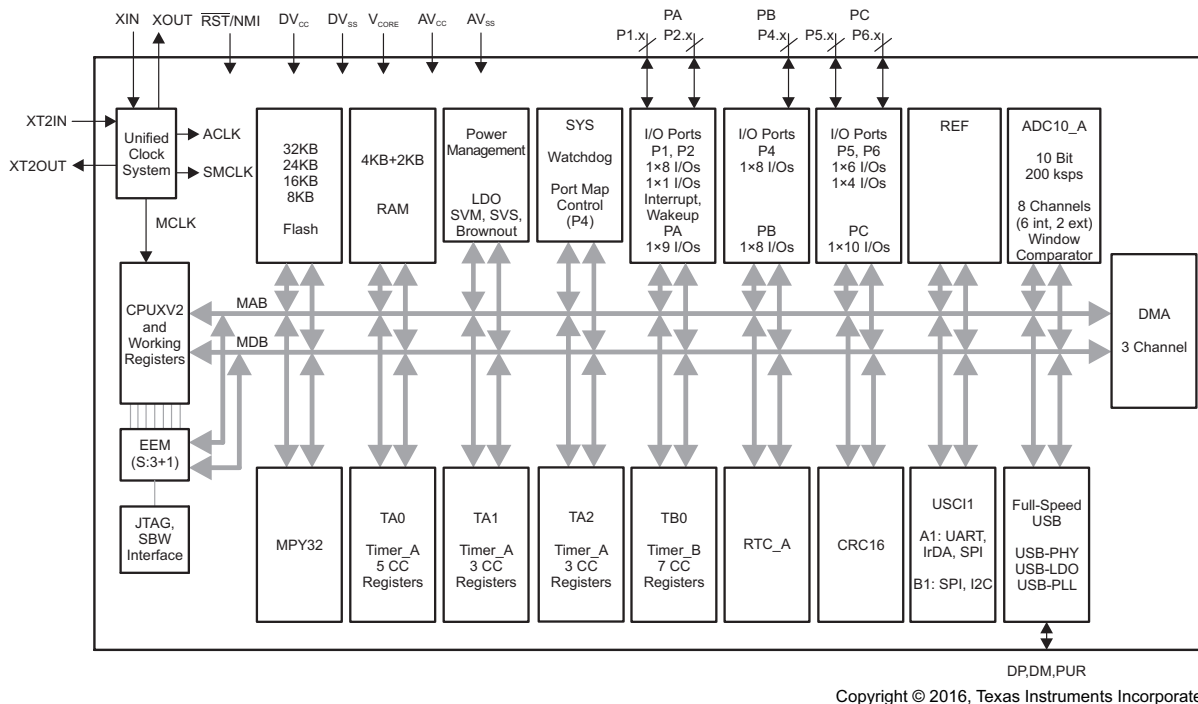 XIN
XOUT
RST/NMI
DVCC
DVSS
VCORE
AVCC
AVSS
PA
P1.x
P2.x
PB
P4.x
PC
P5.x
P6.x
XT2IN
XT2OUT
Unified
Clock
System
ACLK
SMCLK
MCLK
32KB
24KB
16KB
8KB
Flash
4KB+2KB
RAM
Power
Management
LDO
SVM, SVS,
Brownout
SYS
Watchdog
Port Map
Control
(P4)
I/O Ports
P1, P2
1×8 I/Os
1×1 I/Os
Interrupt,
Wakeup
PA
1×9 I/Os
I/O Ports
P4
1×8 I/Os
PB
1×8 I/Os
I/O Ports
P5, P6
1×6 I/Os
1×4 I/Os
PC
1×10 I/Os
REF
ADC10_A
10 Bit
200 ksps
8 Channels
(6 int, 2 ext)
Window
Comparator
CPUXV2
and
Working
Registers
MAB
MDB
DMA
3 Channel
EEM
(S:3+1)
JTAG,
SBW
Interface
MPY32
TA0
Timer_A
5 CC
Registers
TA1
Timer_A
3 CC
Registers
TA2
Timer_A
3 CC
Registers
TB0
Timer_B
7 CC
Registers
RTC_A
CRC16
USCI1
A1: UART,
IrDA, SPI
B1: SPI, I2C
Full-Speed
USB
USB-PHY
USB-LDO
USB-PLL
DP,DM,PUR
Copyright © 2016, Texas Instruments Incorporate